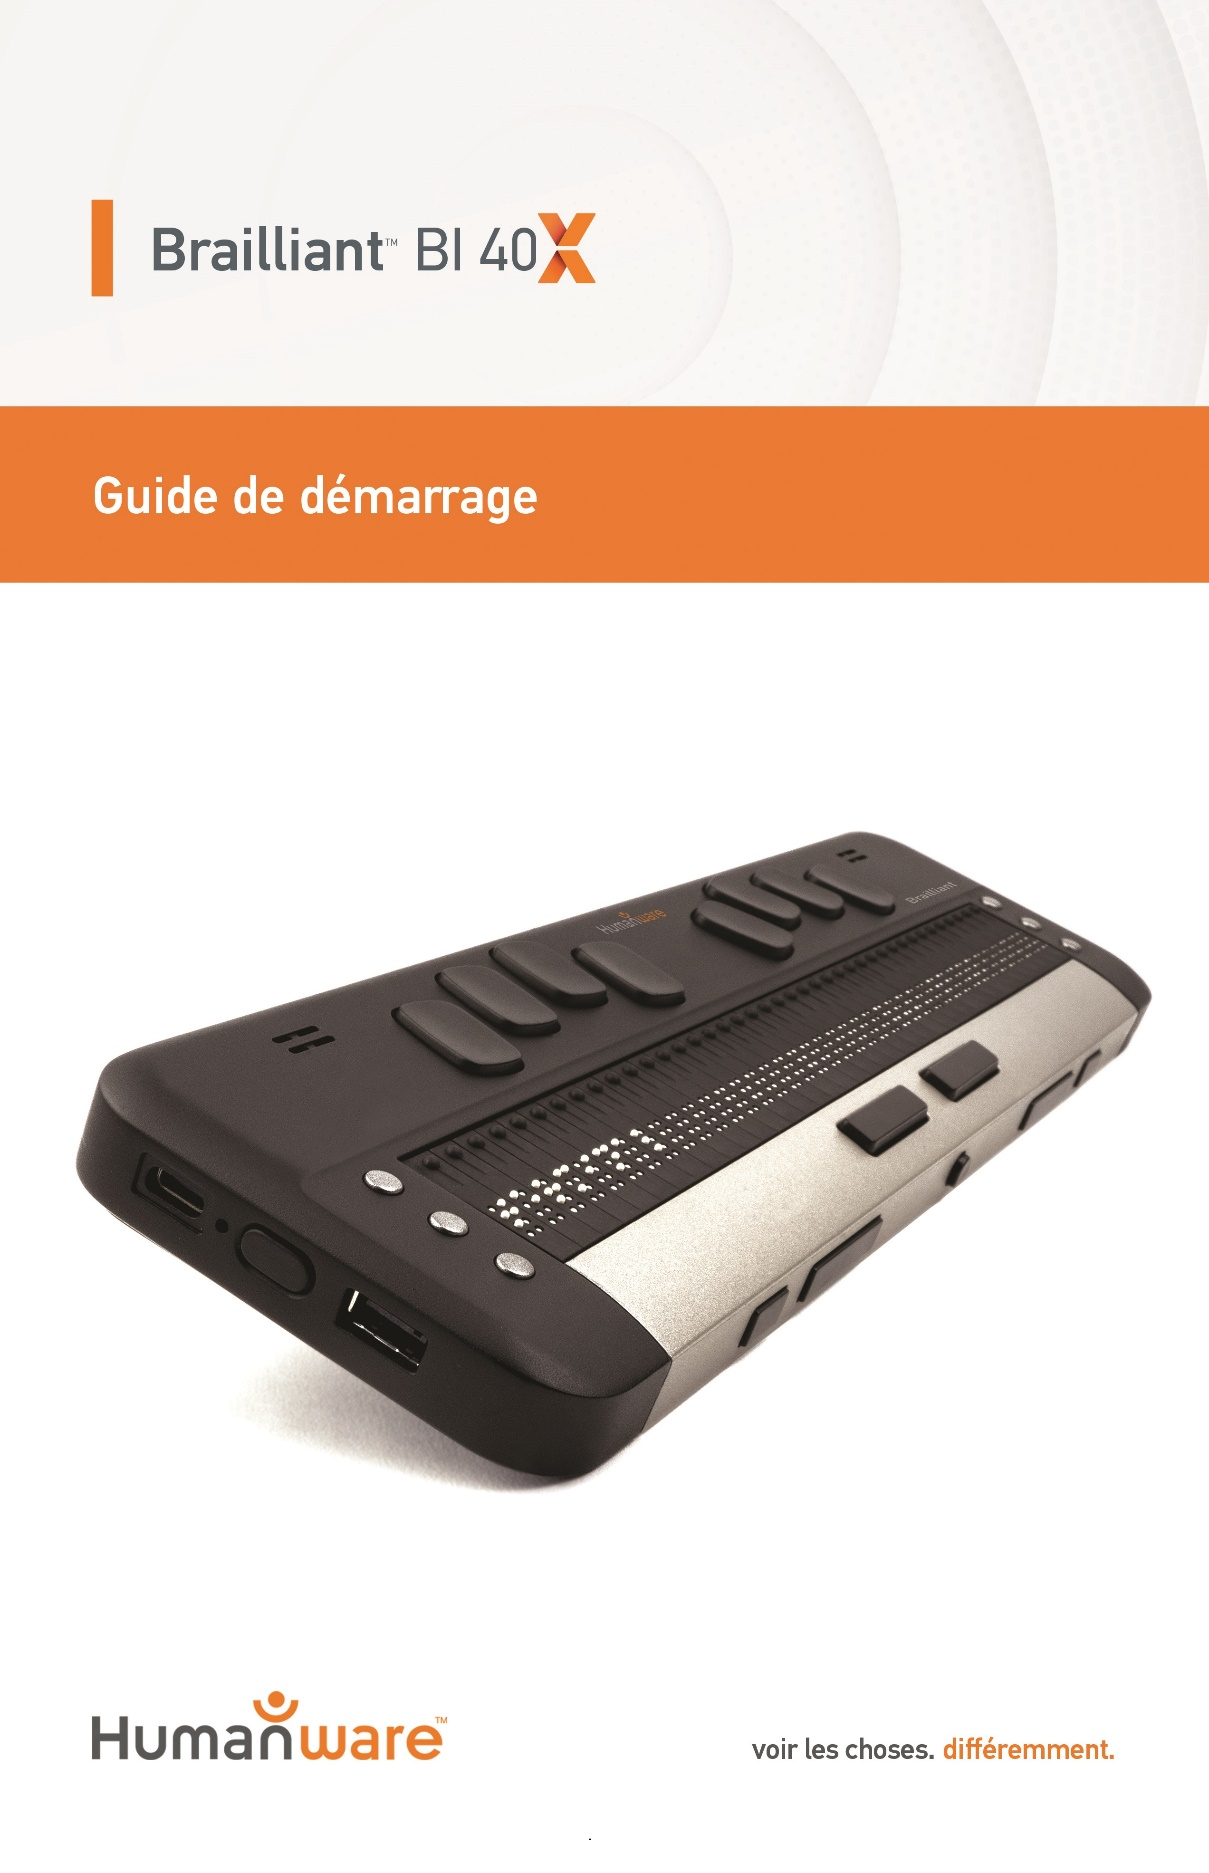 Brailliant™ BI 40X
Guide de démarrage
Humanware
Brailliant
Humanware™
voir les choses. différemment.